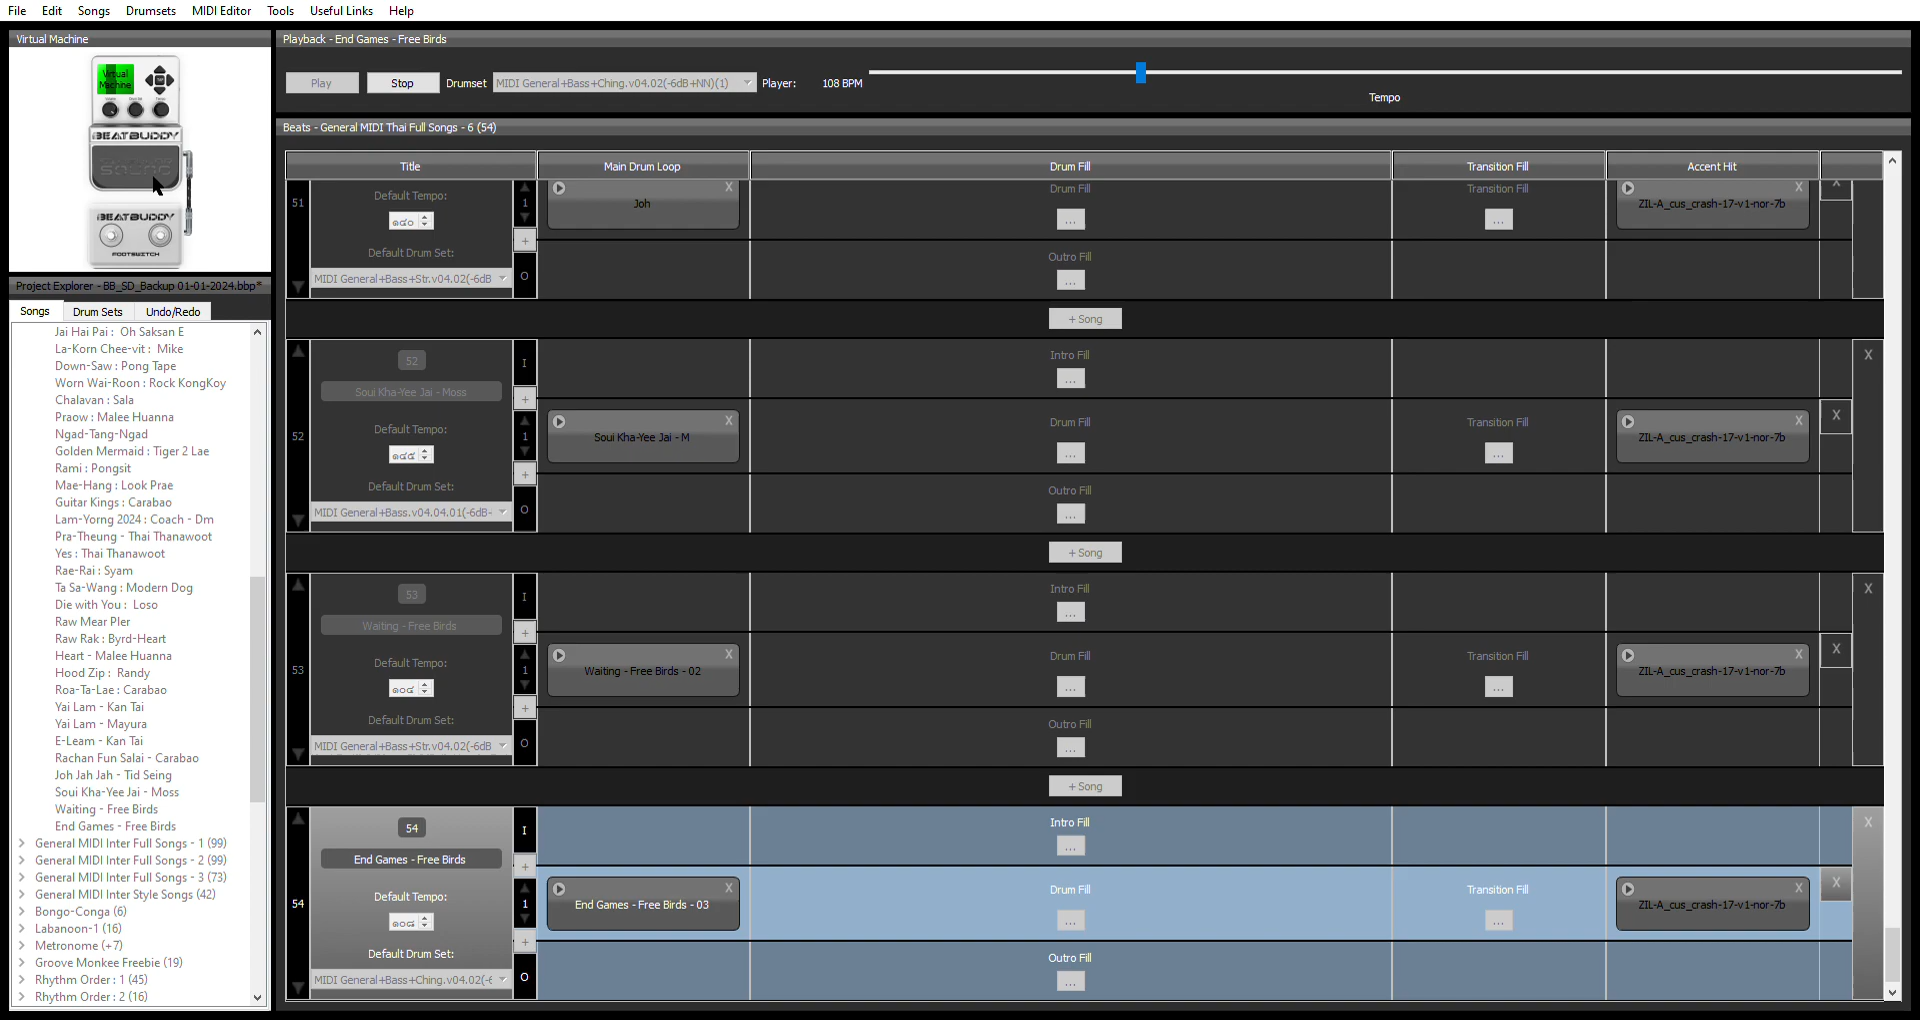 File Edit Songs Drumsets MIDI Editor Tools Useful Links Help
Virtual Machine
Virtual
Machine
BEATBUDDY
BEATBUDDY
FOOTSWITCH
Project Explorer - BB_SD_Backup 01-01-2024.bbp*
Songs Drum Sets Undo/Redo
Jai Hai Pai : Oh Saksan E
La-Korn Chee-vit : Mike
Down-Saw : Pong Tape
Worn Wai-Roon : Rock KongKoy
Chalavan : Sala
Praow : Malee Huanna
Ngad-Tang-Ngad
Golden Mermaid : Tiger 2 Lae
Rami : Pongsit
Mae-Hang : Look Prae
Guitar Kings : Carabao
Lam-Yorng 2024 : Coach - Dm
Pra-Theung - Thai Thanawoot
Yes : Thai Thanawoot
Rae-Rai : Syam
Ta Sa-Wang : Modern Dog
Die with You : Loso
Raw Mear Pler
Raw Rak : Byrd-Heart
Heart - Malee Huanna
Hood Zip : Randy
Roa-Ta-Lae : Carabao
Yai Lam - Kan Tai
Yai Lam - Mayura
E-Leam - Kan Tai
Rachan Fun Salai - Carabao
Joh Jah Jah - Tid Seing
Soui Kha-Yee Jai - Moss
Waiting - Free Birds
End Games - Free Birds
General MIDI Inter Full Songs - 1 (99)
General MIDI Inter Full Songs - 2 (99)
General MIDI Inter Full Songs - 3 (73)
General MIDI Inter Style Songs (42)
Bongo-Conga (6)
Labanoon-1 (16)
Metronome (+7)
Groove Monkee Freebie (19)
Rhythm Order : 1 (45)
Rhythm Order : 2 (16)
Playback - End Games - Free Birds
Play Stop Drumset MIDI General+Bass+Ching.v04.02(-6dB+NN)(1) Player: 108 BPM
Tempo
Beats - General MIDI Thai Full Songs - 6 (54)
Title Main Drum Loop Drum Fill Transition Fill Accent Hit
51 Default Tempo: 1 Joh X Drum Fill ... Transition Fill ... ZIL-A_cus_crash-17-v1-nor-7b X X
๑๔๐ +
Default Drum Set: Outro Fill
MIDI General+Bass+Str.v04.02(-6dB O ...
+ Song
52 I Intro Fill X
Soui Kha-Yee Jai - Moss + ...
52 Default Tempo: 1 Soui Kha-Yee Jai - M X Drum Fill Transition Fill ZIL-A_cus_crash-17-v1-nor-7b X X
+ ... ...
Default Drum Set: Outro Fill
MIDI General+Bass.v04.04.01(-6dB- O ...
+ Song
53 I Intro Fill X
Waiting - Free Birds + ...
53 Default Tempo: 1 Waiting - Free Birds - 02 X Drum Fill Transition Fill ZIL-A_cus_crash-17-v1-nor-7b X X
+ ... ...
Default Drum Set: Outro Fill
MIDI General+Bass+Str.v04.02(-6dB O ...
+ Song
54 I Intro Fill X
End Games - Free Birds + ...
54 Default Tempo: 1 End Games - Free Birds - 03 X Drum Fill Transition Fill ZIL-A_cus_crash-17-v1-nor-7b X X
๑๐๘ + ... ...
Default Drum Set: Outro Fill
MIDI General+Bass+Ching.v04.02(-6 O ...